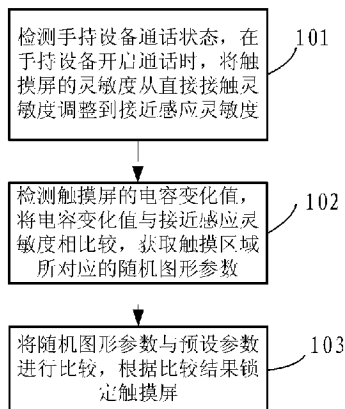 检测手持设备通话状态，在
手持设备开启通话时，将触
摸屏的灵敏度从直接接触灵
敏度调整到接近感应灵敏度
101
检测触摸屏的电容变化值，
将电容变化值与接近感应灵
敏度相比较，获取触摸区域
所对应的随机图形参数
102
将随机图形参数与预设参数
进行比较，根据比较结果锁
定触摸屏
103